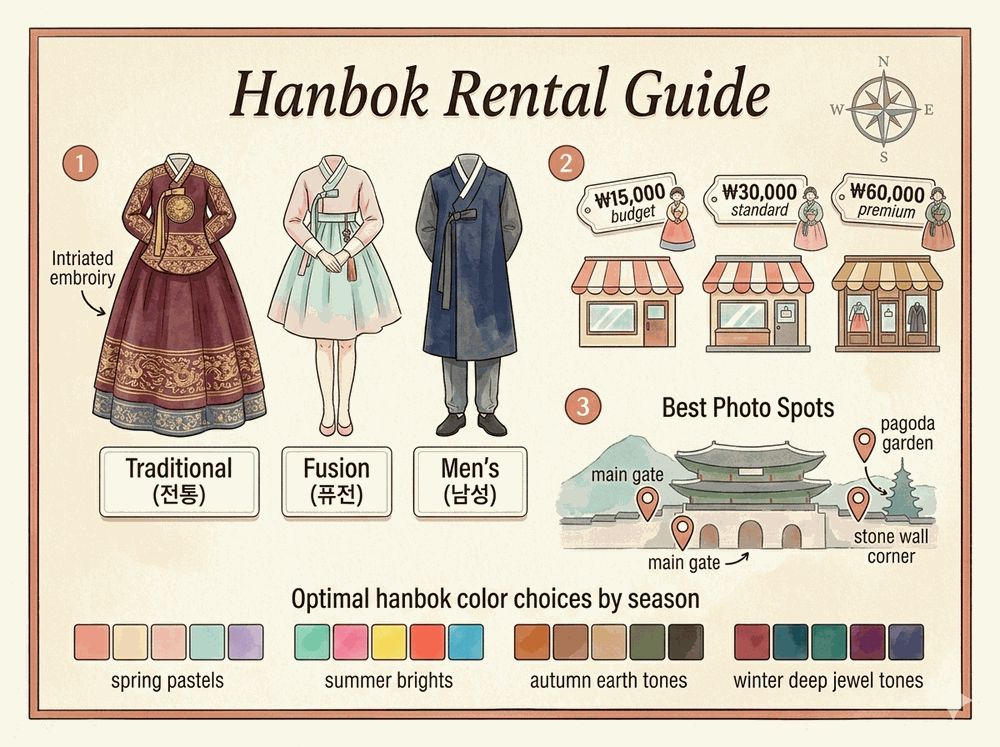 Hanbok Rental Guide
N
W
E
S
1
Intriated
embroiry
Traditional
(전통)
Fusion
(퓨전)
Men's
(남성)
2
₩15,000
budget
₩30,000
standard
₩60,000
premium
3
Best Photo Spots
main gate
pagoda
garden
stone wall
corner
main gate
Optimal hanbok color choices by season
spring pastels
summer brights
autumn earth tones
winter deep jewel tones